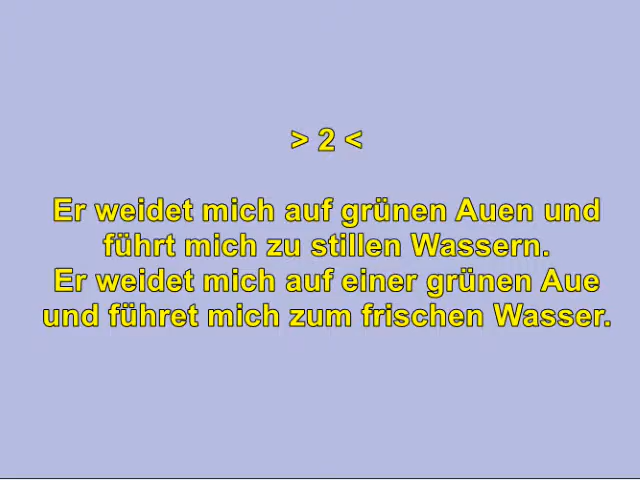 > 2 <
Er weidet mich auf grünen Auen und
führt mich zu stillen Wassern.
Er weidet mich auf einer grünen Aue
und führet mich zum frischen Wasser.